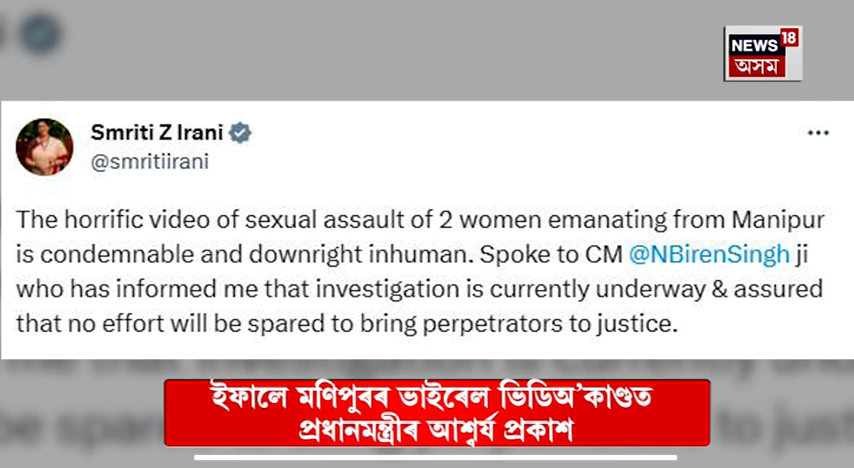 NEWS 18
অসম
Smriti Z Irani
@smritiirani
The horrific video of sexual assault of 2 women emanating from Manipur
is condemnable and downright inhuman. Spoke to CM @NBirenSingh ji
who has informed me that investigation is currently underway & assured
that no effort will be spared to bring perpetrators to justice.
ইফালে মণিপুৰৰ ভাইৰেল ভিডিঅ'কাণ্ডত
প্ৰধানমন্ত্ৰীৰ আশ্বৰ্য প্ৰকাশ